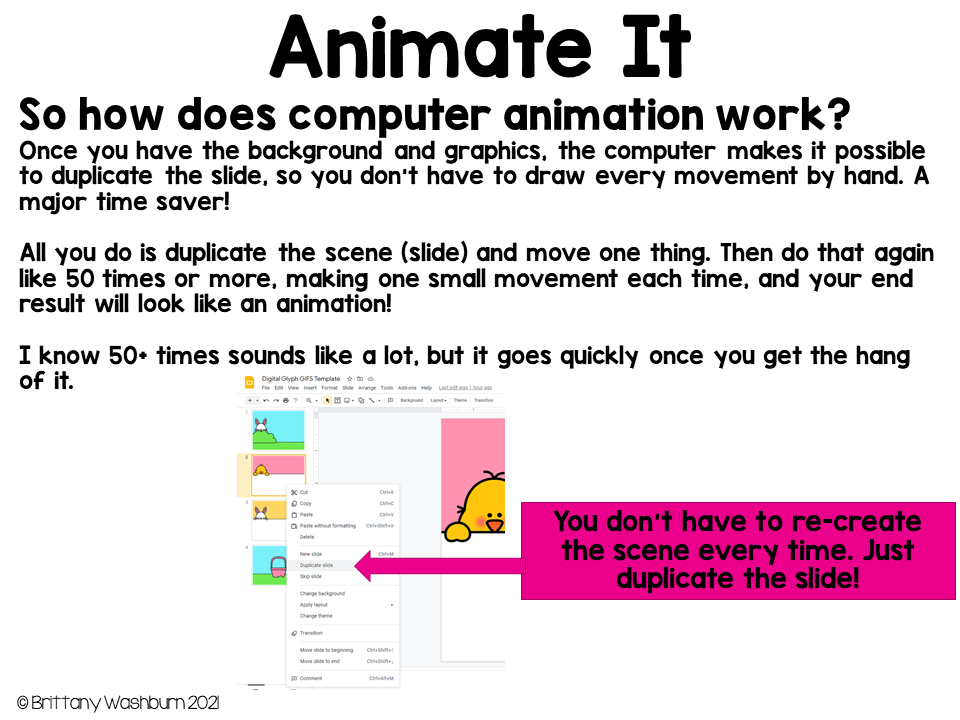 Animate It
So how does computer animation work?
Once you have the background and graphics, the computer makes it possible
to duplicate the slide, so you don't have to draw every movement by hand. A
major time saver!
All you do is duplicate the scene (slide) and move one thing. Then do that again
like 50 times or more, making one small movement each time, and your end
result will look like an animation!
I know 50+ times sounds like a lot, but it goes quickly once you get the hang
of it.
Digital Glyph GIFS Template
File Edit View Insert Format Slide Arrange Tools Add-ons Help Last edit was 1 hour ago
Background Layout Theme Transition
1
2
3
4
Cut Ctrl+X
Copy Ctrl+C
Paste Ctrl+V
Paste without formatting Ctrl+Shift+V
Delete
New slide Ctrl+M
Duplicate slide
Skip slide
Change background
Apply layout
Change theme
Transition
Move slide to beginning Ctrl+Shift+↑
Move slide to end Ctrl+Shift+↓
Comment Ctrl+Alt+M
You don't have to re-create
the scene every time. Just
duplicate the slide!
© Brittany Washburn 2021